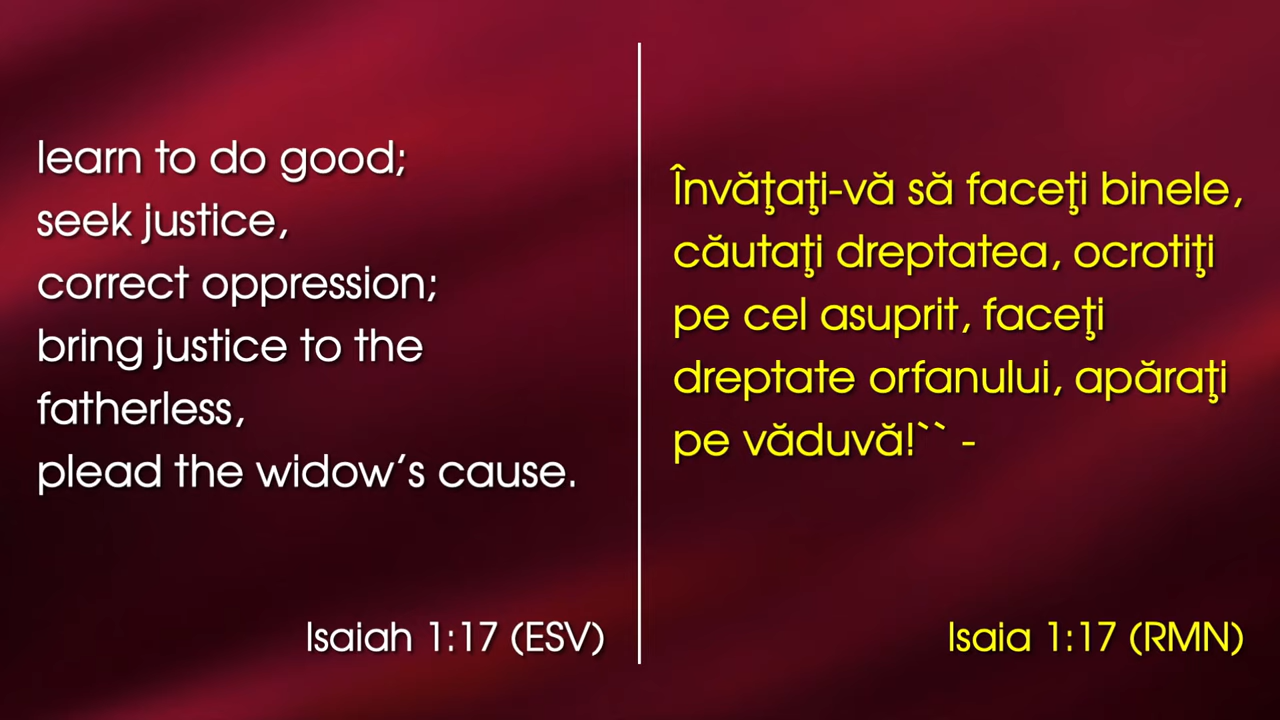 learn to do good;
seek justice,
correct oppression;
bring justice to the
fatherless,
plead the widow’s cause.
Isaiah 1:17 (ESV)
Învăţaţi-vă să faceţi binele,
căutaţi dreptatea, ocrotiţi
pe cel asuprit, faceţi
dreptate orfanului, apăraţi
pe văduvă!`` -
Isaia 1:17 (RMN)